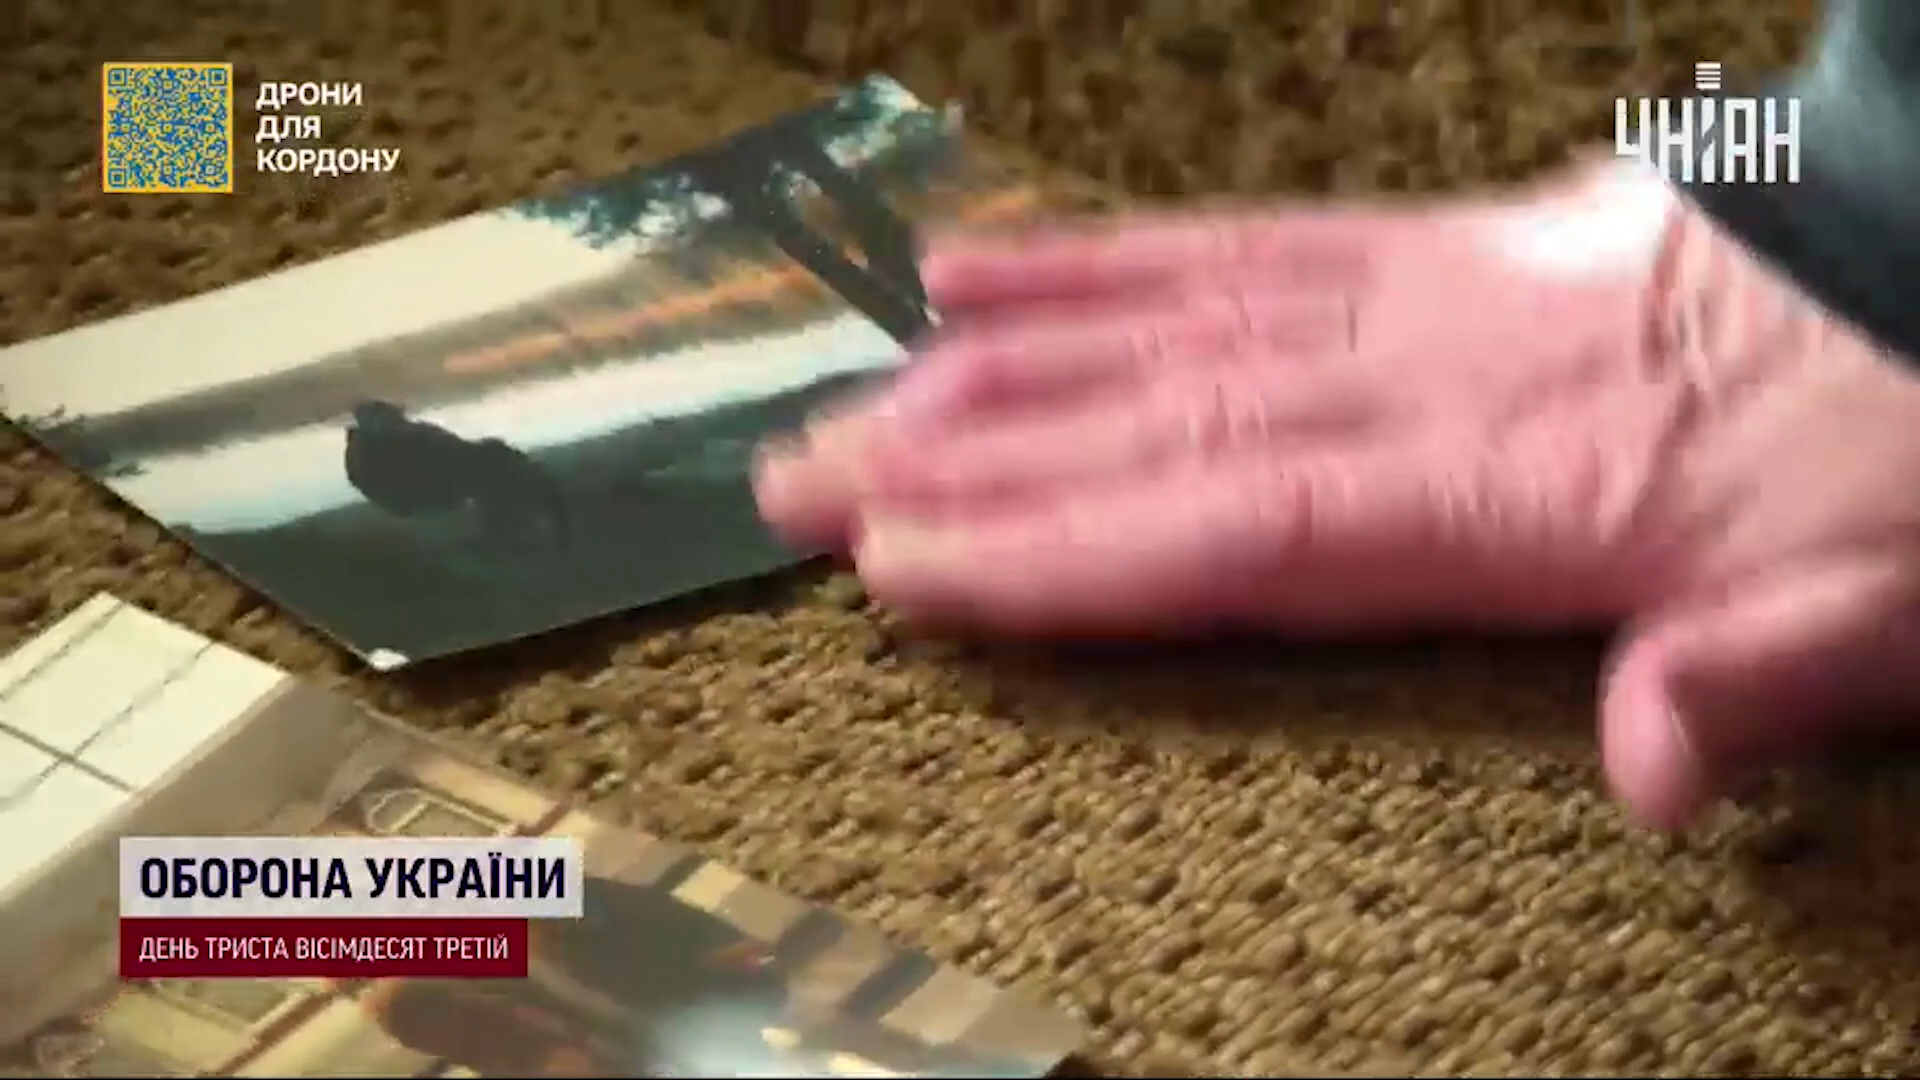 ДРОНИ
ДЛЯ
КОРДОНУ
УНІАН
ОБОРОНА УКРАЇНИ
ДЕНЬ ТРИСТА ВІСІМДЕСЯТ ТРЕТІЙ